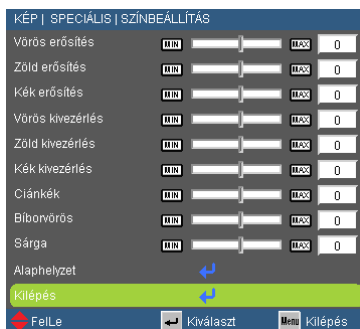 KÉP | SPECIÁLIS | SZÍNBEÁLLÍTÁS
Vörös erősítés MIN MAX 0
Zöld erősítés MIN MAX 0
Kék erősítés MIN MAX 0
Vörös kivezérlés MIN MAX 0
Zöld kivezérlés MIN MAX 0
Kék kivezérlés MIN MAX 0
Ciánkék MIN MAX 0
Bíborvörös MIN MAX 0
Sárga MIN MAX 0
Alaphelyzet
Kilépés
FelLe Kiválaszt Menu Kilépés